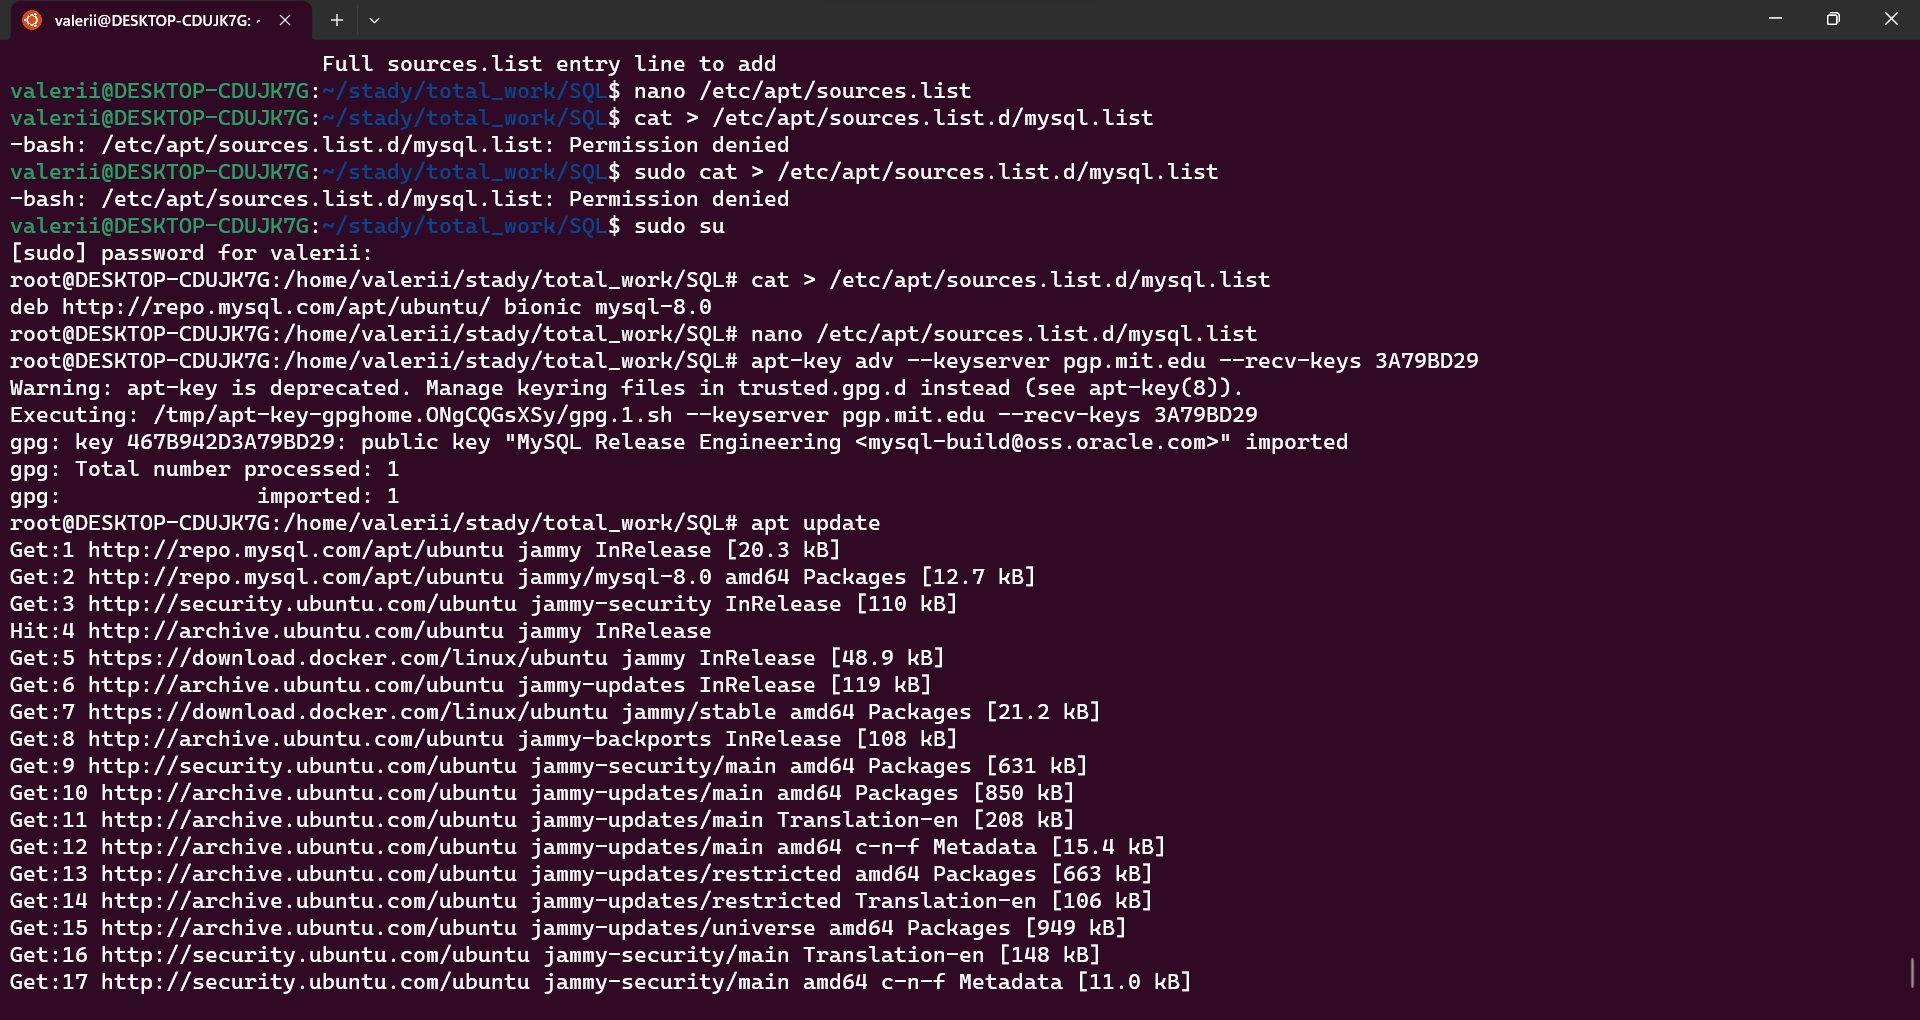 valerii@DESKTOP-CDUJK7G: ~
Full sources.list entry line to add
valerii@DESKTOP-CDUJK7G:~/stady/total_work/SQL$ nano /etc/apt/sources.list
valerii@DESKTOP-CDUJK7G:~/stady/total_work/SQL$ cat > /etc/apt/sources.list.d/mysql.list
-bash: /etc/apt/sources.list.d/mysql.list: Permission denied
valerii@DESKTOP-CDUJK7G:~/stady/total_work/SQL$ sudo cat > /etc/apt/sources.list.d/mysql.list
-bash: /etc/apt/sources.list.d/mysql.list: Permission denied
valerii@DESKTOP-CDUJK7G:~/stady/total_work/SQL$ sudo su
[sudo] password for valerii:
root@DESKTOP-CDUJK7G:/home/valerii/stady/total_work/SQL# cat > /etc/apt/sources.list.d/mysql.list
deb http://repo.mysql.com/apt/ubuntu/ bionic mysql-8.0
root@DESKTOP-CDUJK7G:/home/valerii/stady/total_work/SQL# nano /etc/apt/sources.list.d/mysql.list
root@DESKTOP-CDUJK7G:/home/valerii/stady/total_work/SQL# apt-key adv --keyserver pgp.mit.edu --recv-keys 3A79BD29
Warning: apt-key is deprecated. Manage keyring files in trusted.gpg.d instead (see apt-key(8)).
Executing: /tmp/apt-key-gpghome.ONgCQGsXSy/gpg.1.sh --keyserver pgp.mit.edu --recv-keys 3A79BD29
gpg: key 467B942D3A79BD29: public key "MySQL Release Engineering <mysql-build@oss.oracle.com>" imported
gpg: Total number processed: 1
gpg:               imported: 1
root@DESKTOP-CDUJK7G:/home/valerii/stady/total_work/SQL# apt update
Get:1 http://repo.mysql.com/apt/ubuntu jammy InRelease [20.3 kB]
Get:2 http://repo.mysql.com/apt/ubuntu jammy/mysql-8.0 amd64 Packages [12.7 kB]
Get:3 http://security.ubuntu.com/ubuntu jammy-security InRelease [110 kB]
Hit:4 http://archive.ubuntu.com/ubuntu jammy InRelease
Get:5 https://download.docker.com/linux/ubuntu jammy InRelease [48.9 kB]
Get:6 http://archive.ubuntu.com/ubuntu jammy-updates InRelease [119 kB]
Get:7 https://download.docker.com/linux/ubuntu jammy/stable amd64 Packages [21.2 kB]
Get:8 http://archive.ubuntu.com/ubuntu jammy-backports InRelease [108 kB]
Get:9 http://security.ubuntu.com/ubuntu jammy-security/main amd64 Packages [631 kB]
Get:10 http://archive.ubuntu.com/ubuntu jammy-updates/main amd64 Packages [850 kB]
Get:11 http://archive.ubuntu.com/ubuntu jammy-updates/main Translation-en [208 kB]
Get:12 http://archive.ubuntu.com/ubuntu jammy-updates/main amd64 c-n-f Metadata [15.4 kB]
Get:13 http://archive.ubuntu.com/ubuntu jammy-updates/restricted amd64 Packages [663 kB]
Get:14 http://archive.ubuntu.com/ubuntu jammy-updates/restricted Translation-en [106 kB]
Get:15 http://archive.ubuntu.com/ubuntu jammy-updates/universe amd64 Packages [949 kB]
Get:16 http://security.ubuntu.com/ubuntu jammy-security/main Translation-en [148 kB]
Get:17 http://security.ubuntu.com/ubuntu jammy-security/main amd64 c-n-f Metadata [11.0 kB]